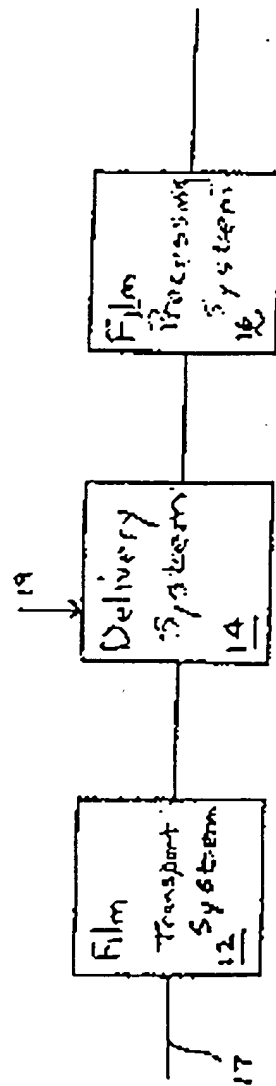 17
Film
Transport
System
12
19
Delivery
System
14
Film
Processing
System
16